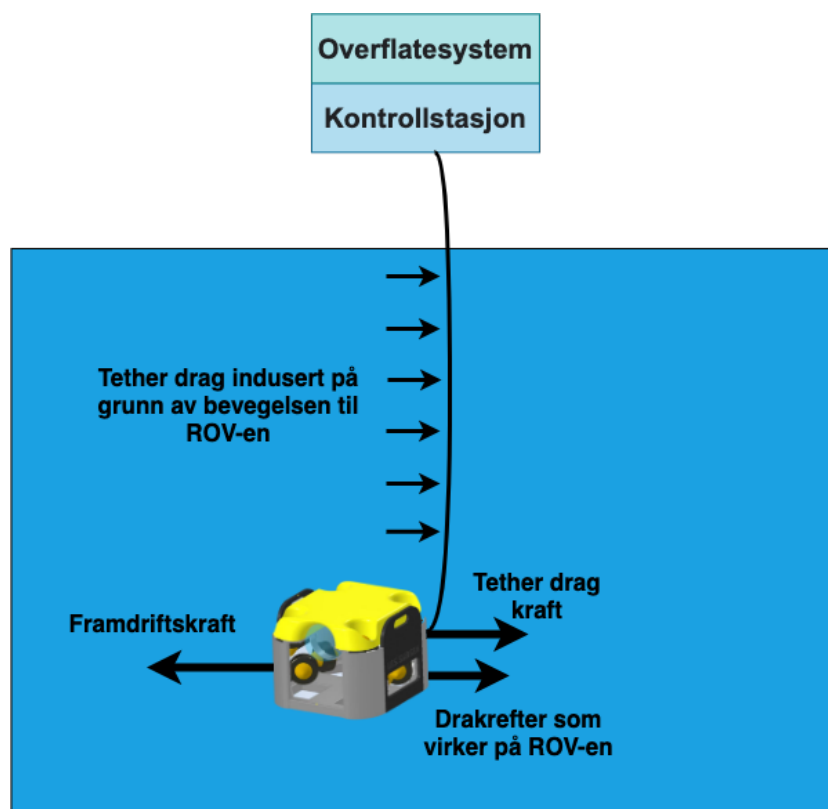 Overflatesystem
Kontrollstasjon
Tether drag indusert på
grunn av bevegelsen til
ROV-en
Tether drag
kraft
Framdriftskraft
Drakrefter som
virker på ROV-en